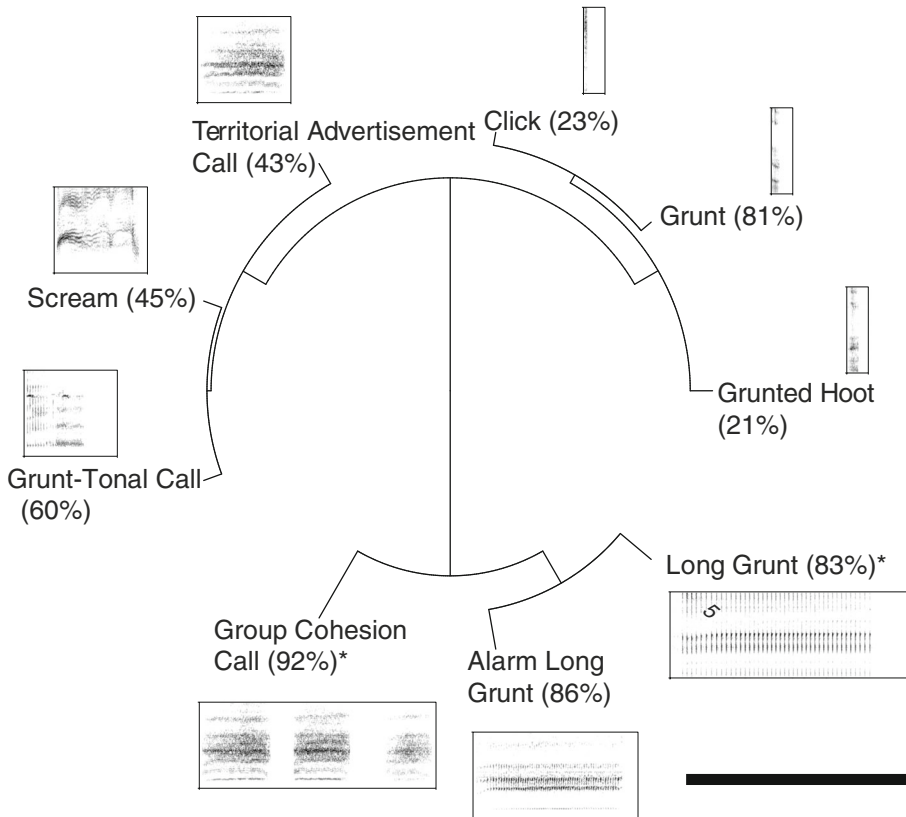 Territorial Advertisement
Call (43%)
Click (23%)
Grunt (81%)
Scream (45%)
Grunted Hoot
(21%)
Grunt-Tonal Call
(60%)
Long Grunt (83%)*
5
Group Cohesion
Call (92%)*
Alarm Long
Grunt (86%)